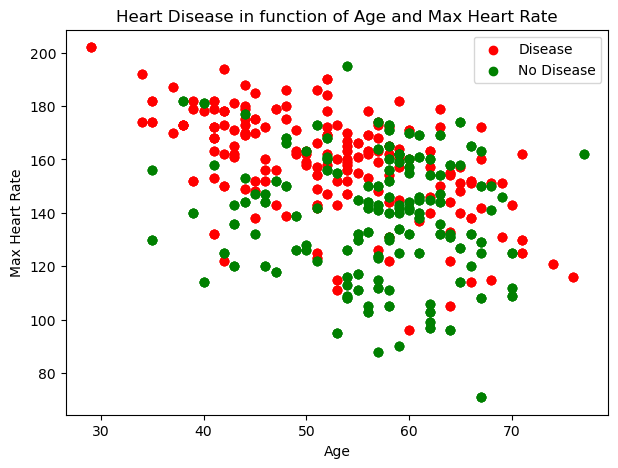 Heart Disease in function of Age and Max Heart Rate
Disease
No Disease
Max Heart Rate
200
180
160
140
120
100
80
30
40
50
60
70
Age